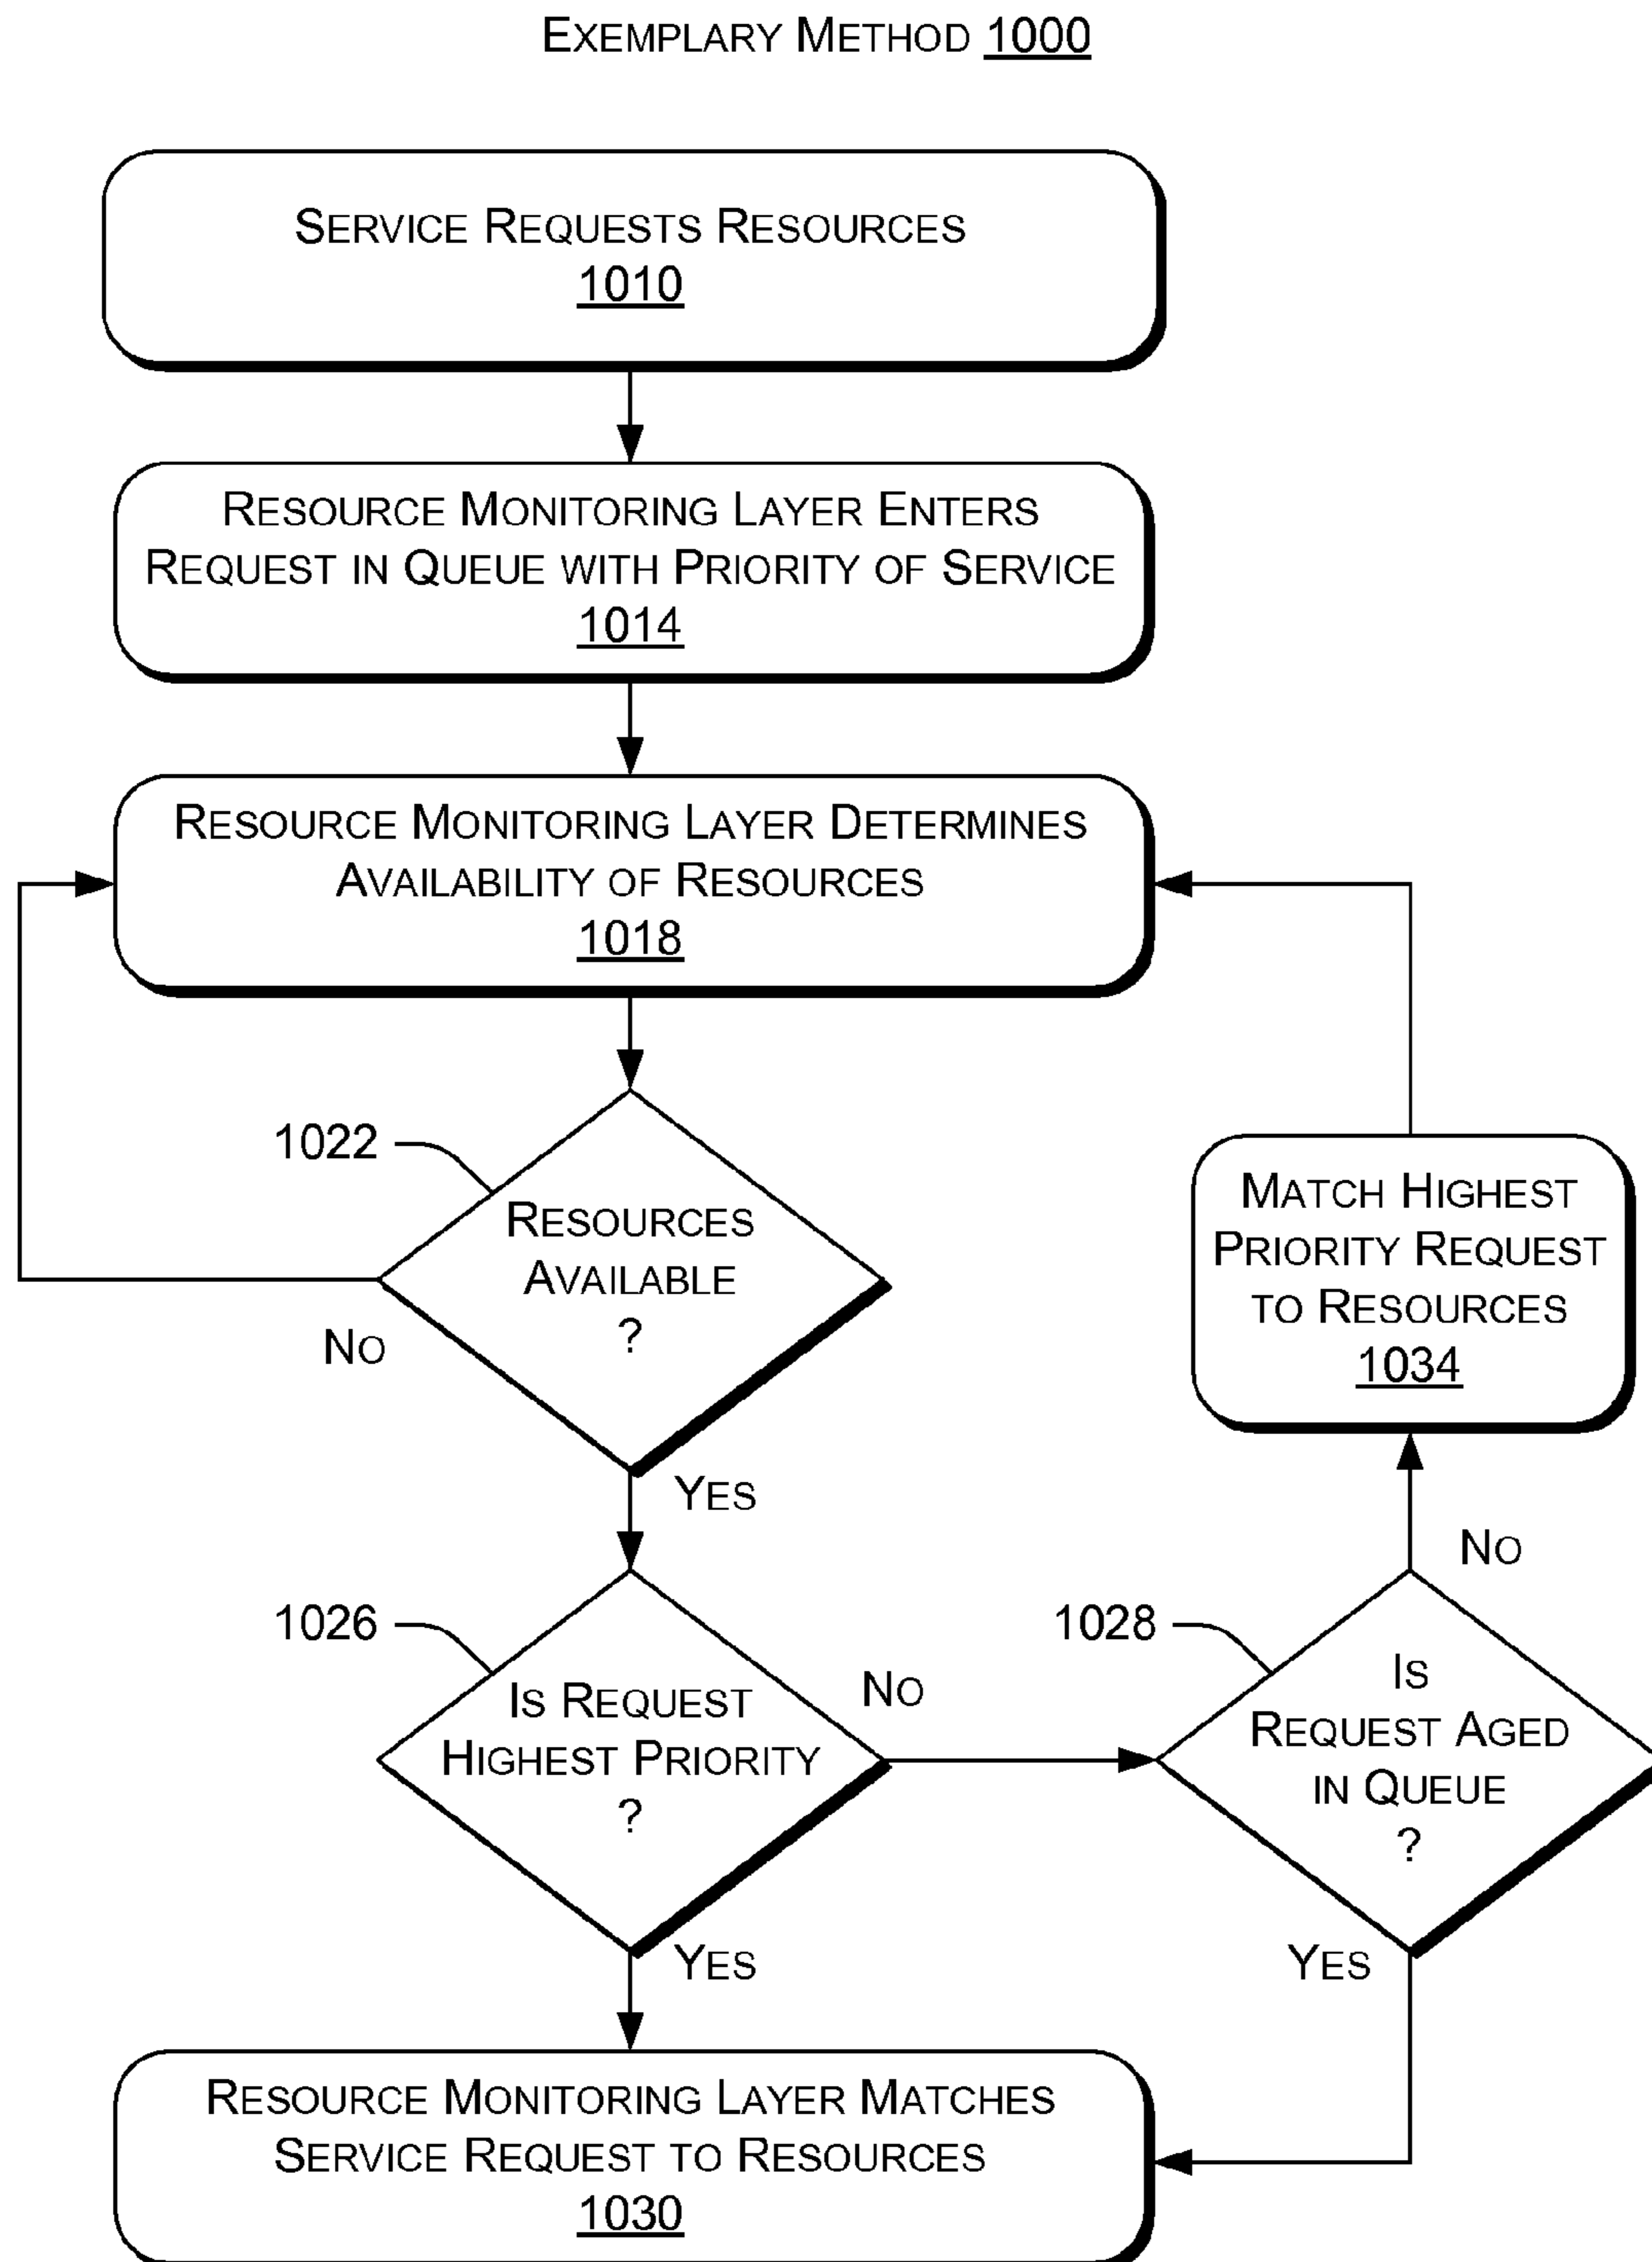 EXEMPLARY METHOD 1000
SERVICE REQUESTS RESOURCES
1010
RESOURCE MONITORING LAYER ENTERS
REQUEST IN QUEUE WITH PRIORITY OF SERVICE
1014
RESOURCE MONITORING LAYER DETERMINES
AVAILABILITY OF RESOURCES
1018
1022
RESOURCES
AVAILABLE
?
NO
YES
MATCH HIGHEST
PRIORITY REQUEST
TO RESOURCES
1034
1026
IS REQUEST
HIGHEST PRIORITY
?
NO
YES
1028
IS
REQUEST AGED
IN QUEUE
?
NO
YES
RESOURCE MONITORING LAYER MATCHES
SERVICE REQUEST TO RESOURCES
1030